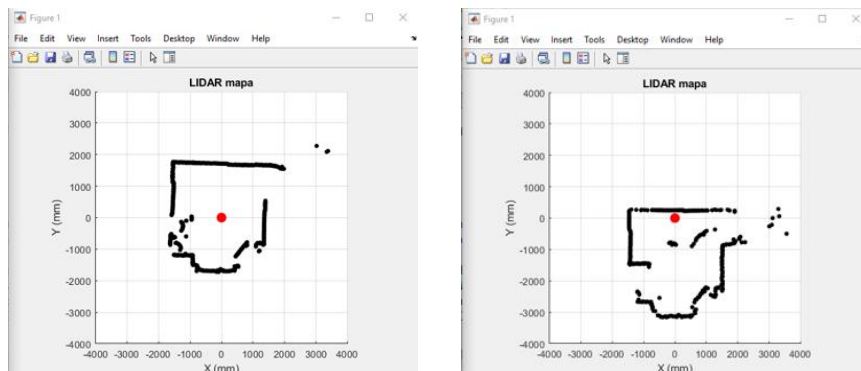 Figure 1
File Edit View Insert Tools Desktop Window Help
LIDAR mapa
4000
3000
2000
1000
0
-1000
-2000
-3000
-4000
Y (mm)
-4000 -3000 -2000 -1000 0 1000 2000 3000 4000
X (mm)
Figure 1
File Edit View Insert Tools Desktop Window Help
LIDAR mapa
4000
3000
2000
1000
0
-1000
-2000
-3000
-4000
Y (mm)
-4000 -3000 -2000 -1000 0 1000 2000 3000 4000
X (mm)